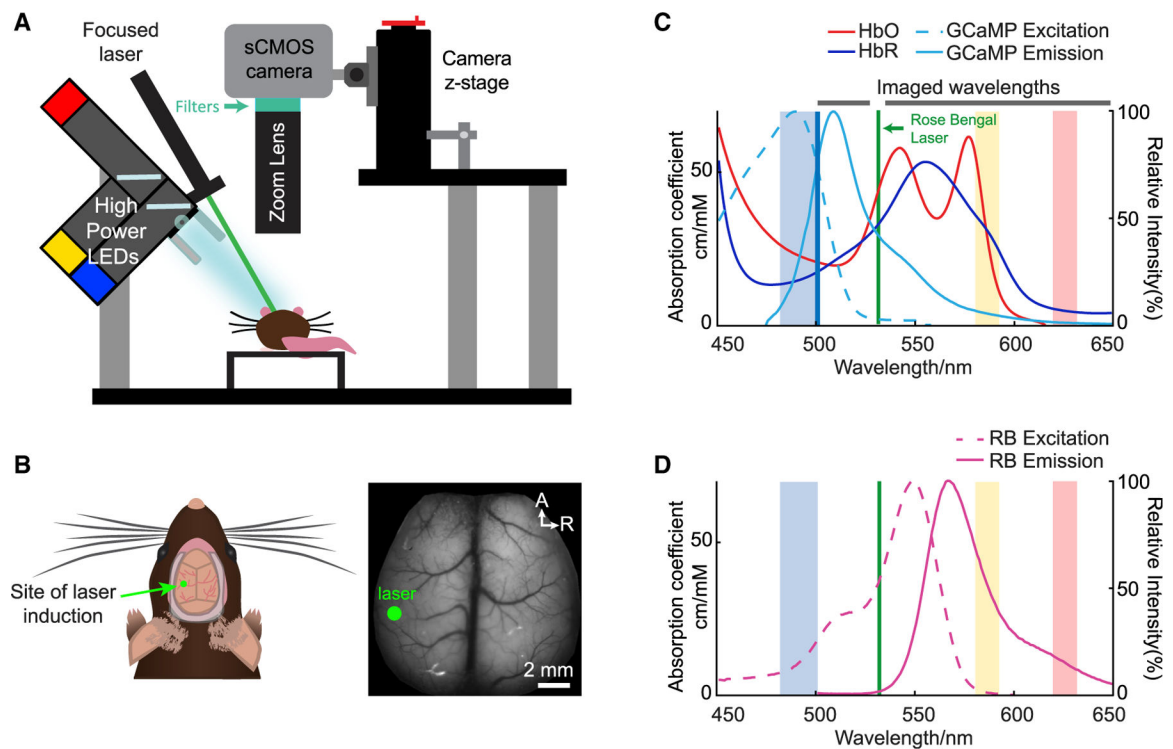 A
Focused
laser
sCMOS
camera
Filters
Zoom Lens
Camera
z-stage
High
Power
LEDs
B
Site of laser
induction
A
R
laser
2 mm
C
HbO
GCaMP Excitation
HbR
GCaMP Emission
Imaged wavelengths
Rose Bengal
Laser
Absorption coefficient
cm/mM
50
0
100
50
0
Relative Intensity(%)
450
500
550
600
650
Wavelength/nm
D
RB Excitation
RB Emission
Absorption coefficient
cm/mM
50
0
100
50
0
Relative Intensity(%)
450
500
550
600
650
Wavelength/nm